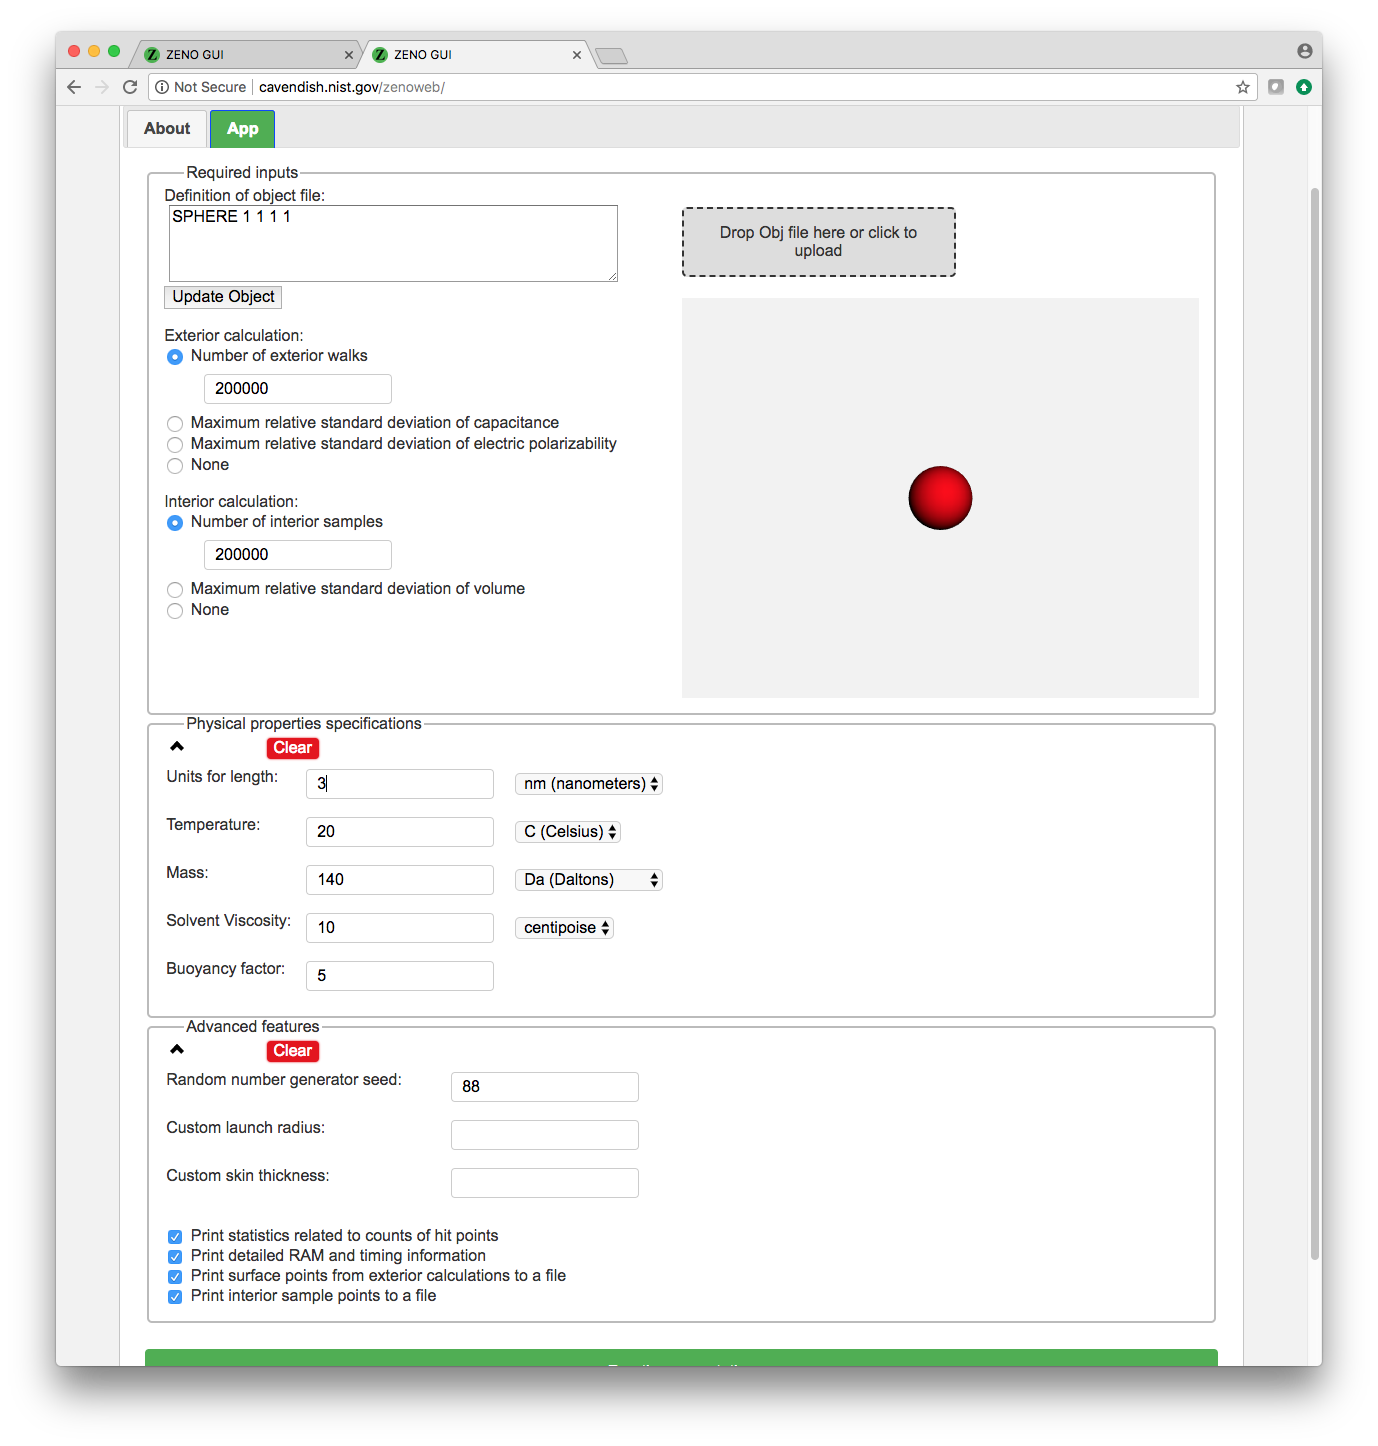 ZENO GUI
ZENO GUI
Not Secure cavendish.nist.gov/zenoweb/
About
App
Required inputs
Definition of object file:
SPHERE 1 1 1 1
Drop Obj file here or click to
upload
Update Object
Exterior calculation:
Number of exterior walks
200000
Maximum relative standard deviation of capacitance
Maximum relative standard deviation of electric polarizability
None
Interior calculation:
Number of interior samples
200000
Maximum relative standard deviation of volume
None
Physical properties specifications
Clear
Units for length: 3 nm (nanometers)
Temperature: 20 C (Celsius)
Mass: 140 Da (Daltons)
Solvent Viscosity: 10 centipoise
Buoyancy factor: 5
Advanced features
Clear
Random number generator seed: 88
Custom launch radius:
Custom skin thickness:
Print statistics related to counts of hit points
Print detailed RAM and timing information
Print surface points from exterior calculations to a file
Print interior sample points to a file